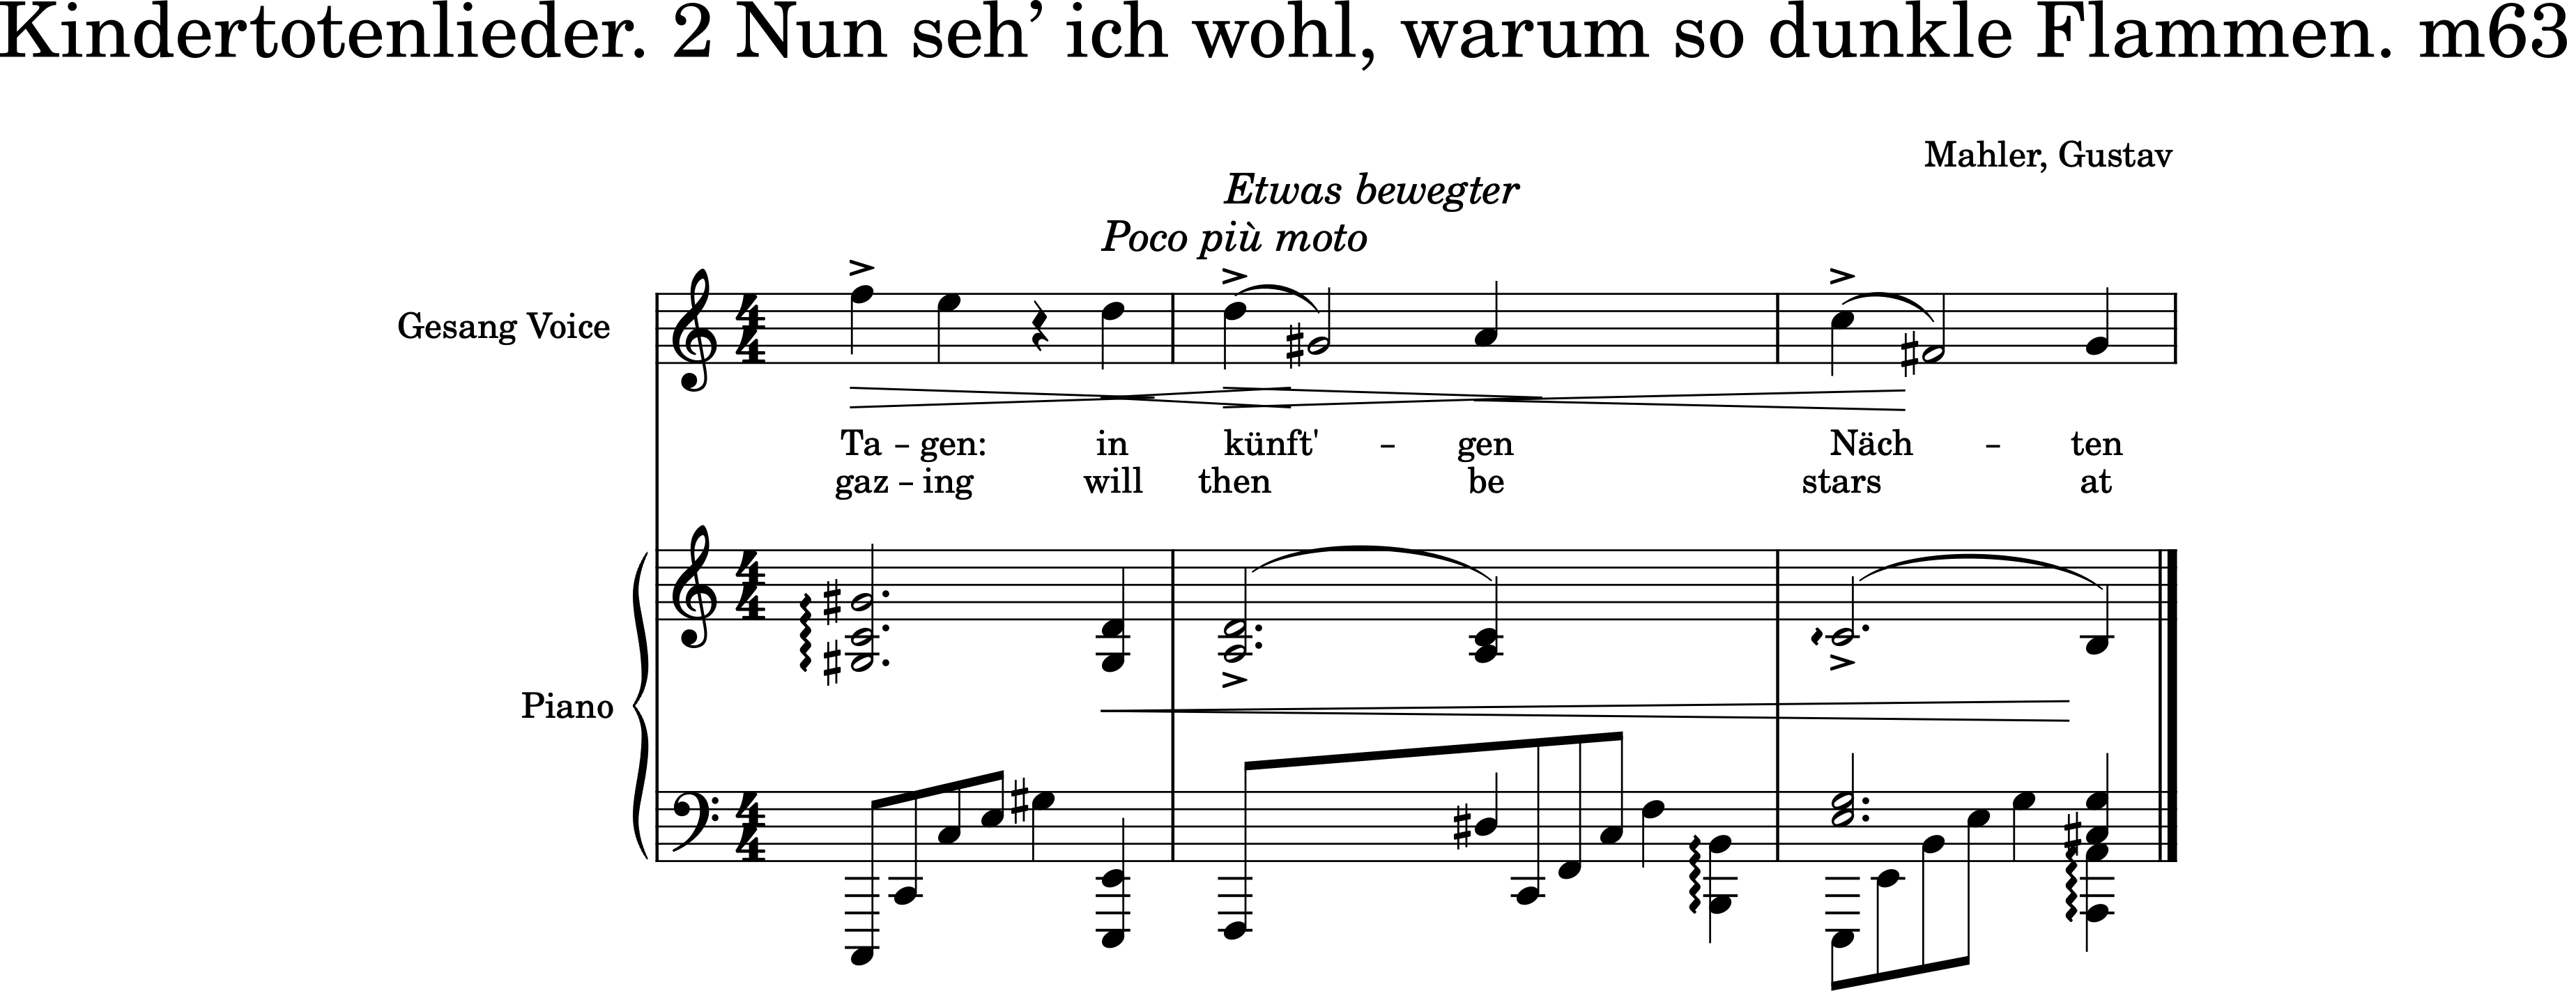 Kindertotenlieder. 2 Nun seh’ ich wohl, warum so dunkle Flammen. m63
Mahler, Gustav
Etwas bewegter
Poco più moto
Gesang Voice
Ta – gen: in künft' – gen Näch – ten
gaz – ing will then be stars at
Piano